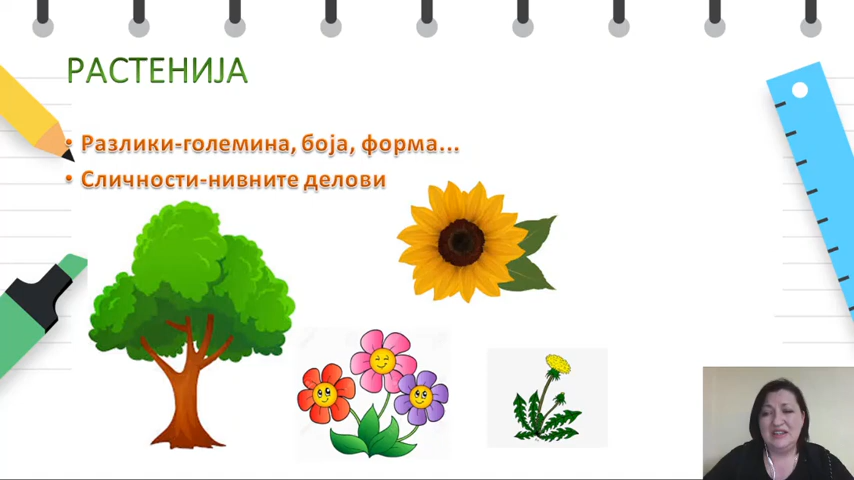 РАСТЕНИЈА
• Разлики-големина, боја, форма...
• Сличности-нивните делови